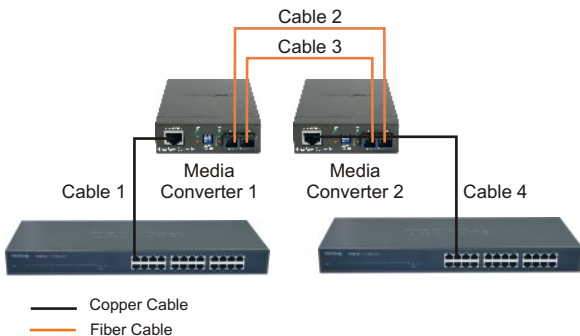 Cable 2
Cable 3
Media
Converter 1
Media
Converter 2
Cable 1
Cable 4
Copper Cable
Fiber Cable